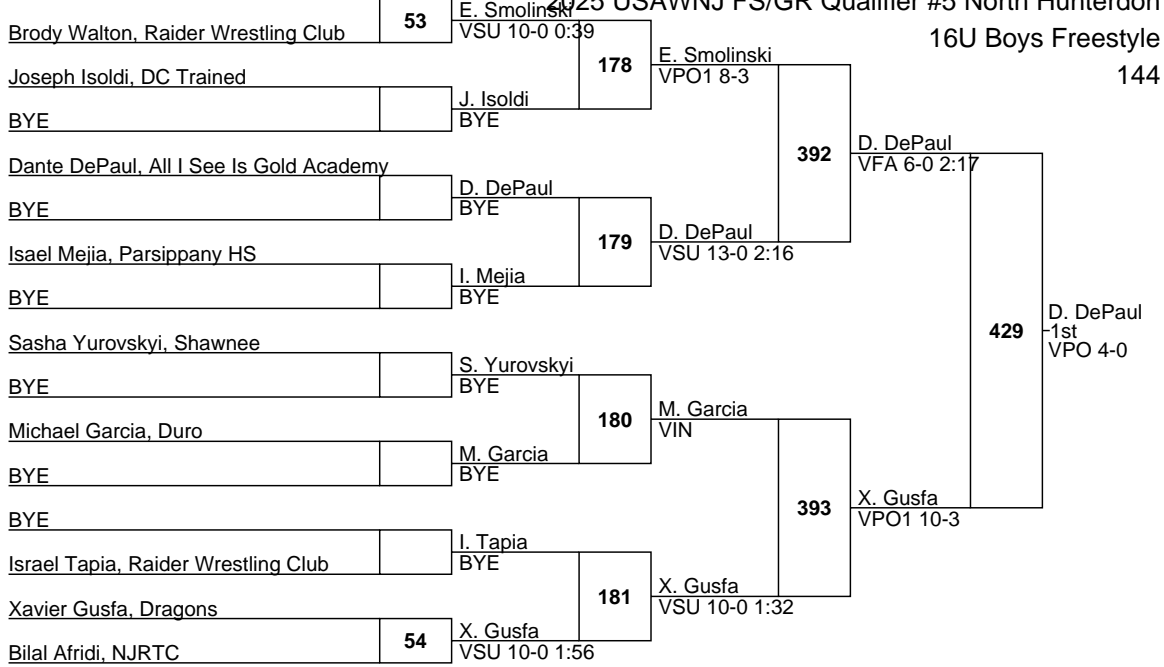 2025 USAWNJ FS/GR Qualifier #5 North Hunterdon
16U Boys Freestyle
144
Brody Walton, Raider Wrestling Club
53
E. Smolinski
VSU 10-0 0:39
Joseph Isoldi, DC Trained
BYE
J. Isoldi
BYE
178
E. Smolinski
VPO1 8-3
Dante DePaul, All I See Is Gold Academy
BYE
D. DePaul
BYE
Isael Mejia, Parsippany HS
BYE
I. Mejia
BYE
179
D. DePaul
VSU 13-0 2:16
392
D. DePaul
VFA 6-0 2:17
Sasha Yurovskyi, Shawnee
BYE
S. Yurovskyi
BYE
Michael Garcia, Duro
BYE
M. Garcia
BYE
180
M. Garcia
VIN
BYE
Israel Tapia, Raider Wrestling Club
I. Tapia
BYE
Xavier Gusfa, Dragons
Bilal Afridi, NJRTC
54
X. Gusfa
VSU 10-0 1:56
181
X. Gusfa
VSU 10-0 1:32
393
X. Gusfa
VPO1 10-3
429
D. DePaul
1st
VPO 4-0